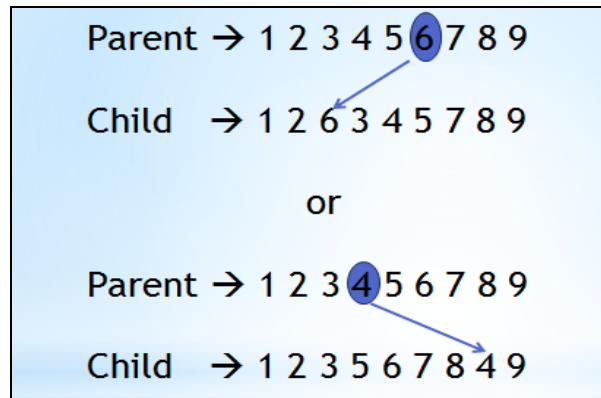 Parent → 1 2 3 4 5 6 7 8 9
Child → 1 2 6 3 4 5 7 8 9
or
Parent → 1 2 3 4 5 6 7 8 9
Child → 1 2 3 5 6 7 8 4 9